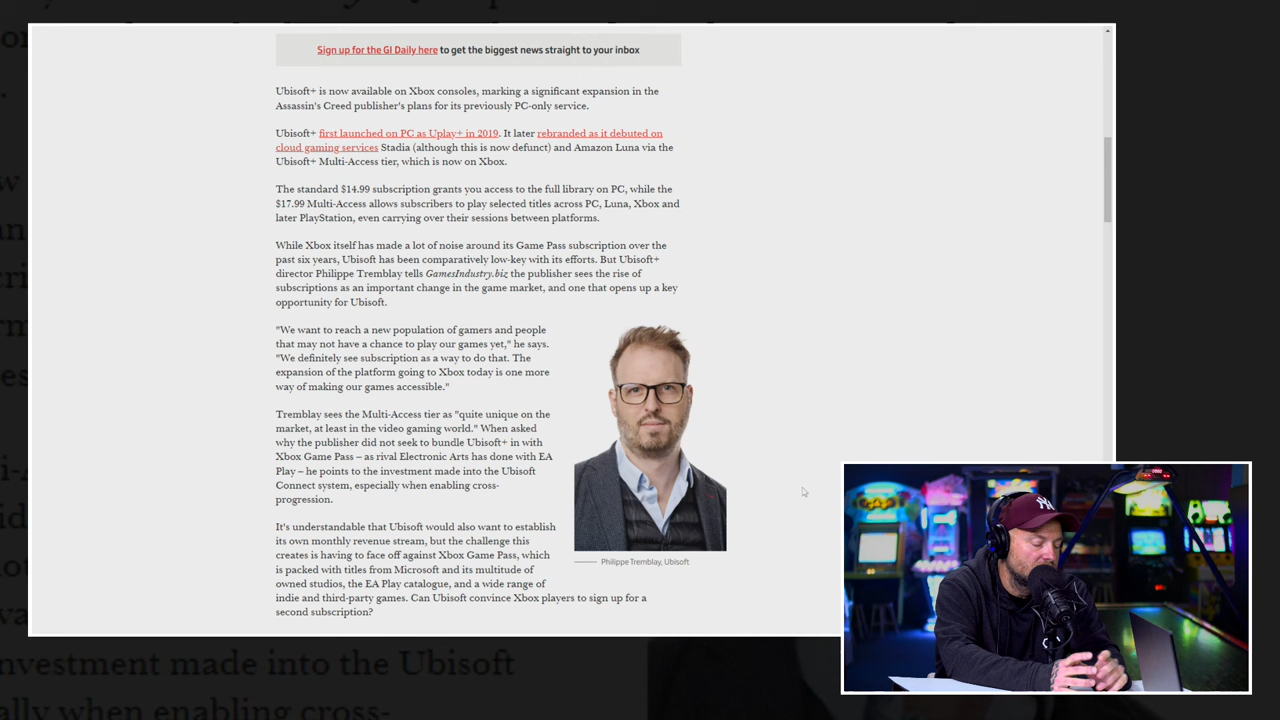 Sign up for the GI Daily here to get the biggest news straight to your inbox
Ubisoft+ is now available on Xbox consoles, marking a significant expansion in the
Assassin's Creed publisher's plans for its previously PC-only service.
Ubisoft+ first launched on PC as Uplay+ in 2019. It later rebranded as it debuted on
cloud gaming services Stadia (although this is now defunct) and Amazon Luna via the
Ubisoft+ Multi-Access tier, which is now on Xbox.
The standard $14.99 subscription grants you access to the full library on PC, while the
$17.99 Multi-Access allows subscribers to play selected titles across PC, Luna, Xbox and
later PlayStation, even carrying over their sessions between platforms.
While Xbox itself has made a lot of noise around its Game Pass subscription over the
past six years, Ubisoft has been comparatively low-key with its efforts. But Ubisoft+
director Philippe Tremblay tells GamesIndustry.biz the publisher sees the rise of
subscriptions as an important change in the game market, and one that opens up a key
opportunity for Ubisoft.
"We want to reach a new population of gamers and people
that may not have a chance to play our games yet," he says.
"We definitely see subscription as a way to do that. The
expansion of the platform going to Xbox today is one more
way of making our games accessible."
Tremblay sees the Multi-Access tier as "quite unique on the
market, at least in the video gaming world." When asked
why the publisher did not seek to bundle Ubisoft+ in with
Xbox Game Pass – as rival Electronic Arts has done with EA
Play – he points to the investment made into the Ubisoft
Connect system, especially when enabling cross-
progression.
It's understandable that Ubisoft would also want to establish
its own monthly revenue stream, but the challenge this
creates is having to face off against Xbox Game Pass, which
is packed with titles from Microsoft and its multitude of
owned studios, the EA Play catalogue, and a wide range of
indie and third-party games. Can Ubisoft convince Xbox players to sign up for a
second subscription?
Philippe Tremblay, Ubisoft
nvestment made into the Ubisoft
ally when enabling cross-